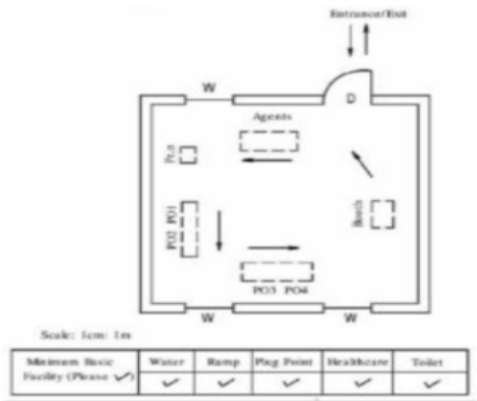 Entrance/Exit
W
D
Agents
P.r.o
PO2 PO1
Booth
PO3 PO4
W
W
Scale: 1cm: 1m
Minimum Basic Facility (Please ✓)
Water
Ramp
Plug Point
Healthcare
Toilet
✓
✓
✓
✓
✓